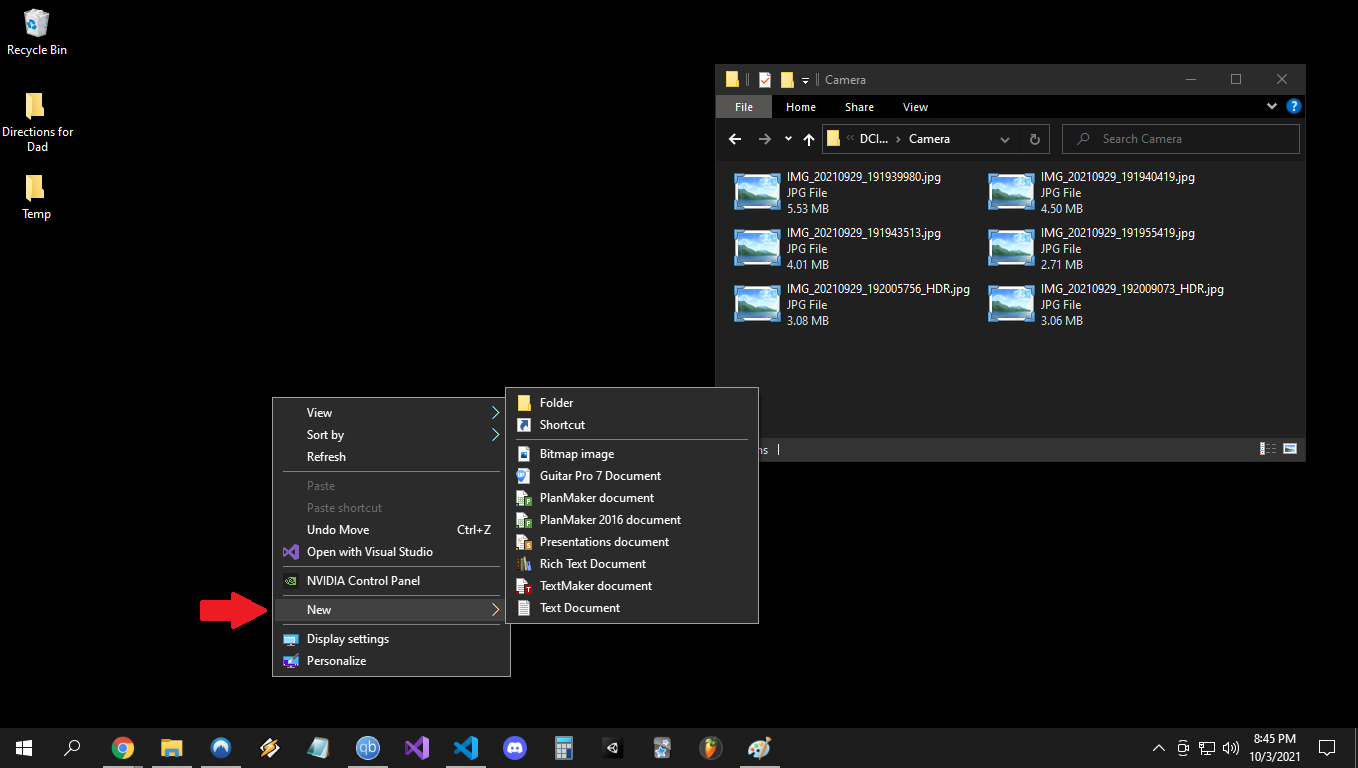 Recycle Bin
Directions for
Dad
Temp
Camera
File Home Share View
DCI... Camera Search Camera
IMG_20210929_191939980.jpg
JPG File
5.53 MB
IMG_20210929_191940419.jpg
JPG File
4.50 MB
IMG_20210929_191943513.jpg
JPG File
4.01 MB
IMG_20210929_191955419.jpg
JPG File
2.71 MB
IMG_20210929_192005756_HDR.jpg
JPG File
3.08 MB
IMG_20210929_192009073_HDR.jpg
JPG File
3.06 MB
View
Sort by
Refresh
Paste
Paste shortcut
Undo Move Ctrl+Z
Open with Visual Studio
NVIDIA Control Panel
New
Display settings
Personalize
Folder
Shortcut
Bitmap image
Guitar Pro 7 Document
PlanMaker document
PlanMaker 2016 document
Presentations document
Rich Text Document
TextMaker document
Text Document
qb
8:45 PM
10/3/2021